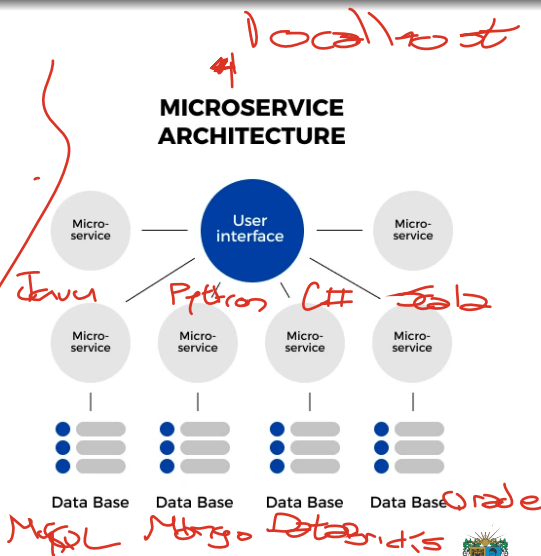 localhost
MICROSERVICE
ARCHITECTURE
User
interface
Micro-
service
Micro-
service
Java Python C# Scala
Micro-
service
Micro-
service
Micro-
service
Micro-
service
Data Base Data Base Data Base Data Base
MySQL Mongo DataBricks Oracle